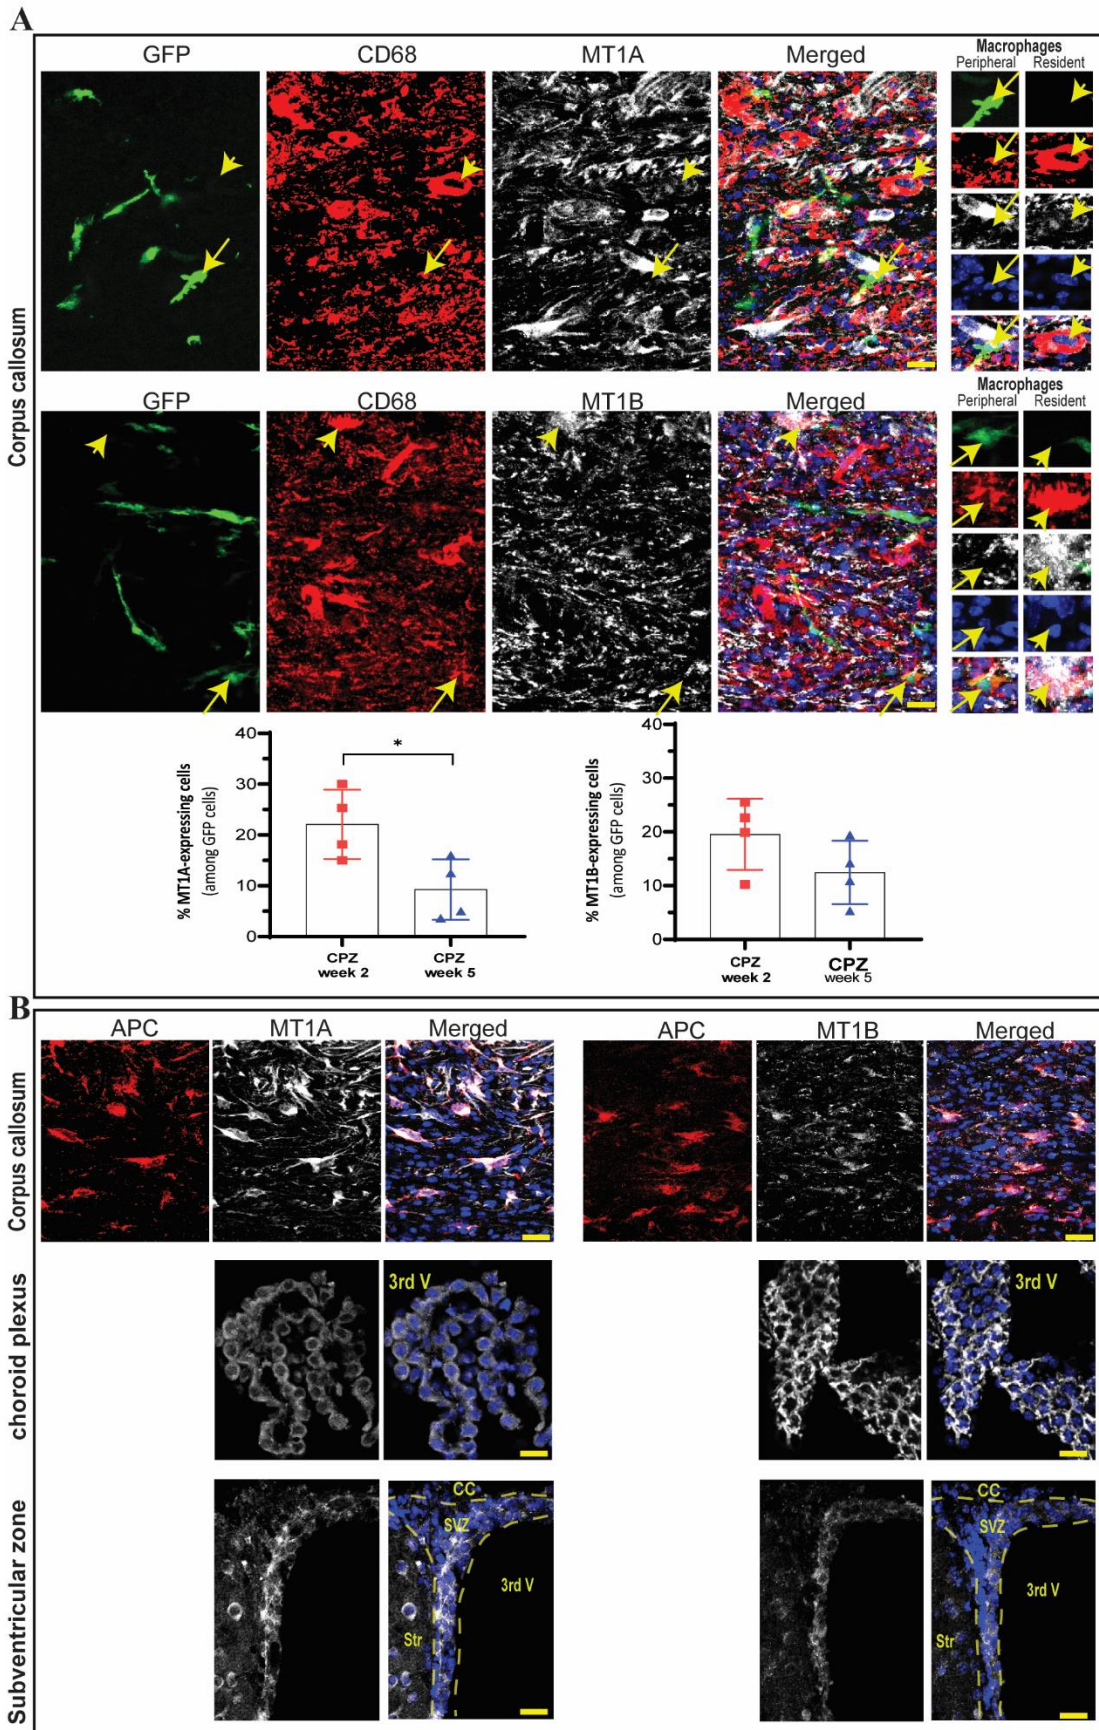 A
GFP
CD68
MT1A
Merged
Macrophages
Peripheral Resident
Corpus callosum
GFP
CD68
MT1B
Merged
Macrophages
Peripheral Resident
% MT1A-expressing cells
(among GFP cells)
40
30
20
10
0
*
CPZ
week 2
CPZ
week 5
% MT1B-expressing cells
(among GFP cells)
40
30
20
10
0
CPZ
week 2
CPZ
week 5
B
APC
MT1A
Merged
APC
MT1B
Merged
Corpus callosum
choroid plexus
3rd V
3rd V
Subventricular zone
CC
SVZ
3rd V
Str
CC
SVZ
3rd V
Str